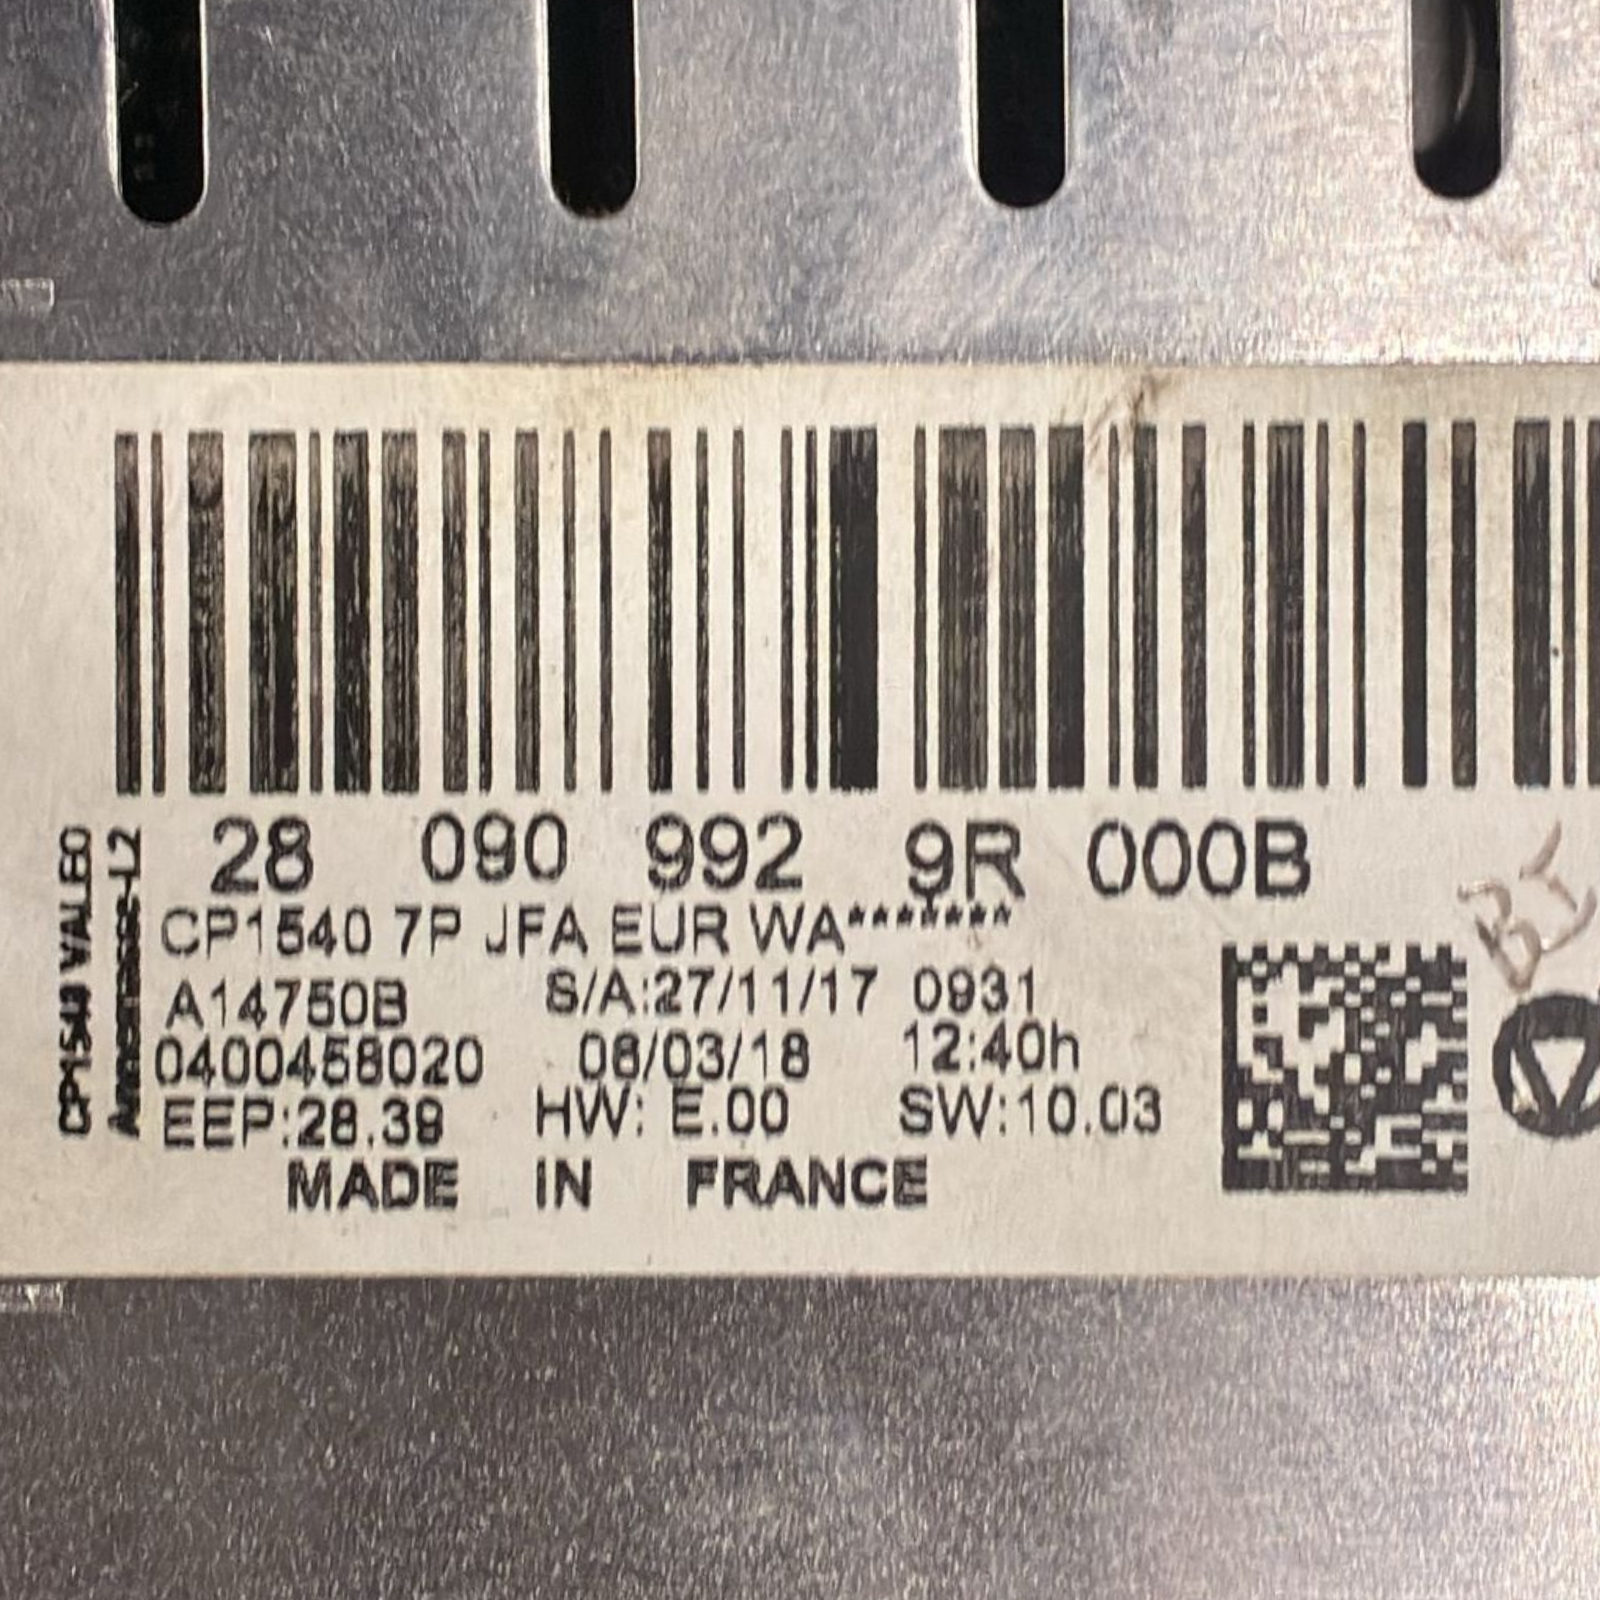 28 090 992 9R 000B
CP1540 7P JFA EUR WA*******
A14750B S/A:27/11/17 0931
0400458020 08/03/18 12:40h
EEP:28.39 HW: E.00 SW:10.03
MADE IN FRANCE
CP1540 VALEO